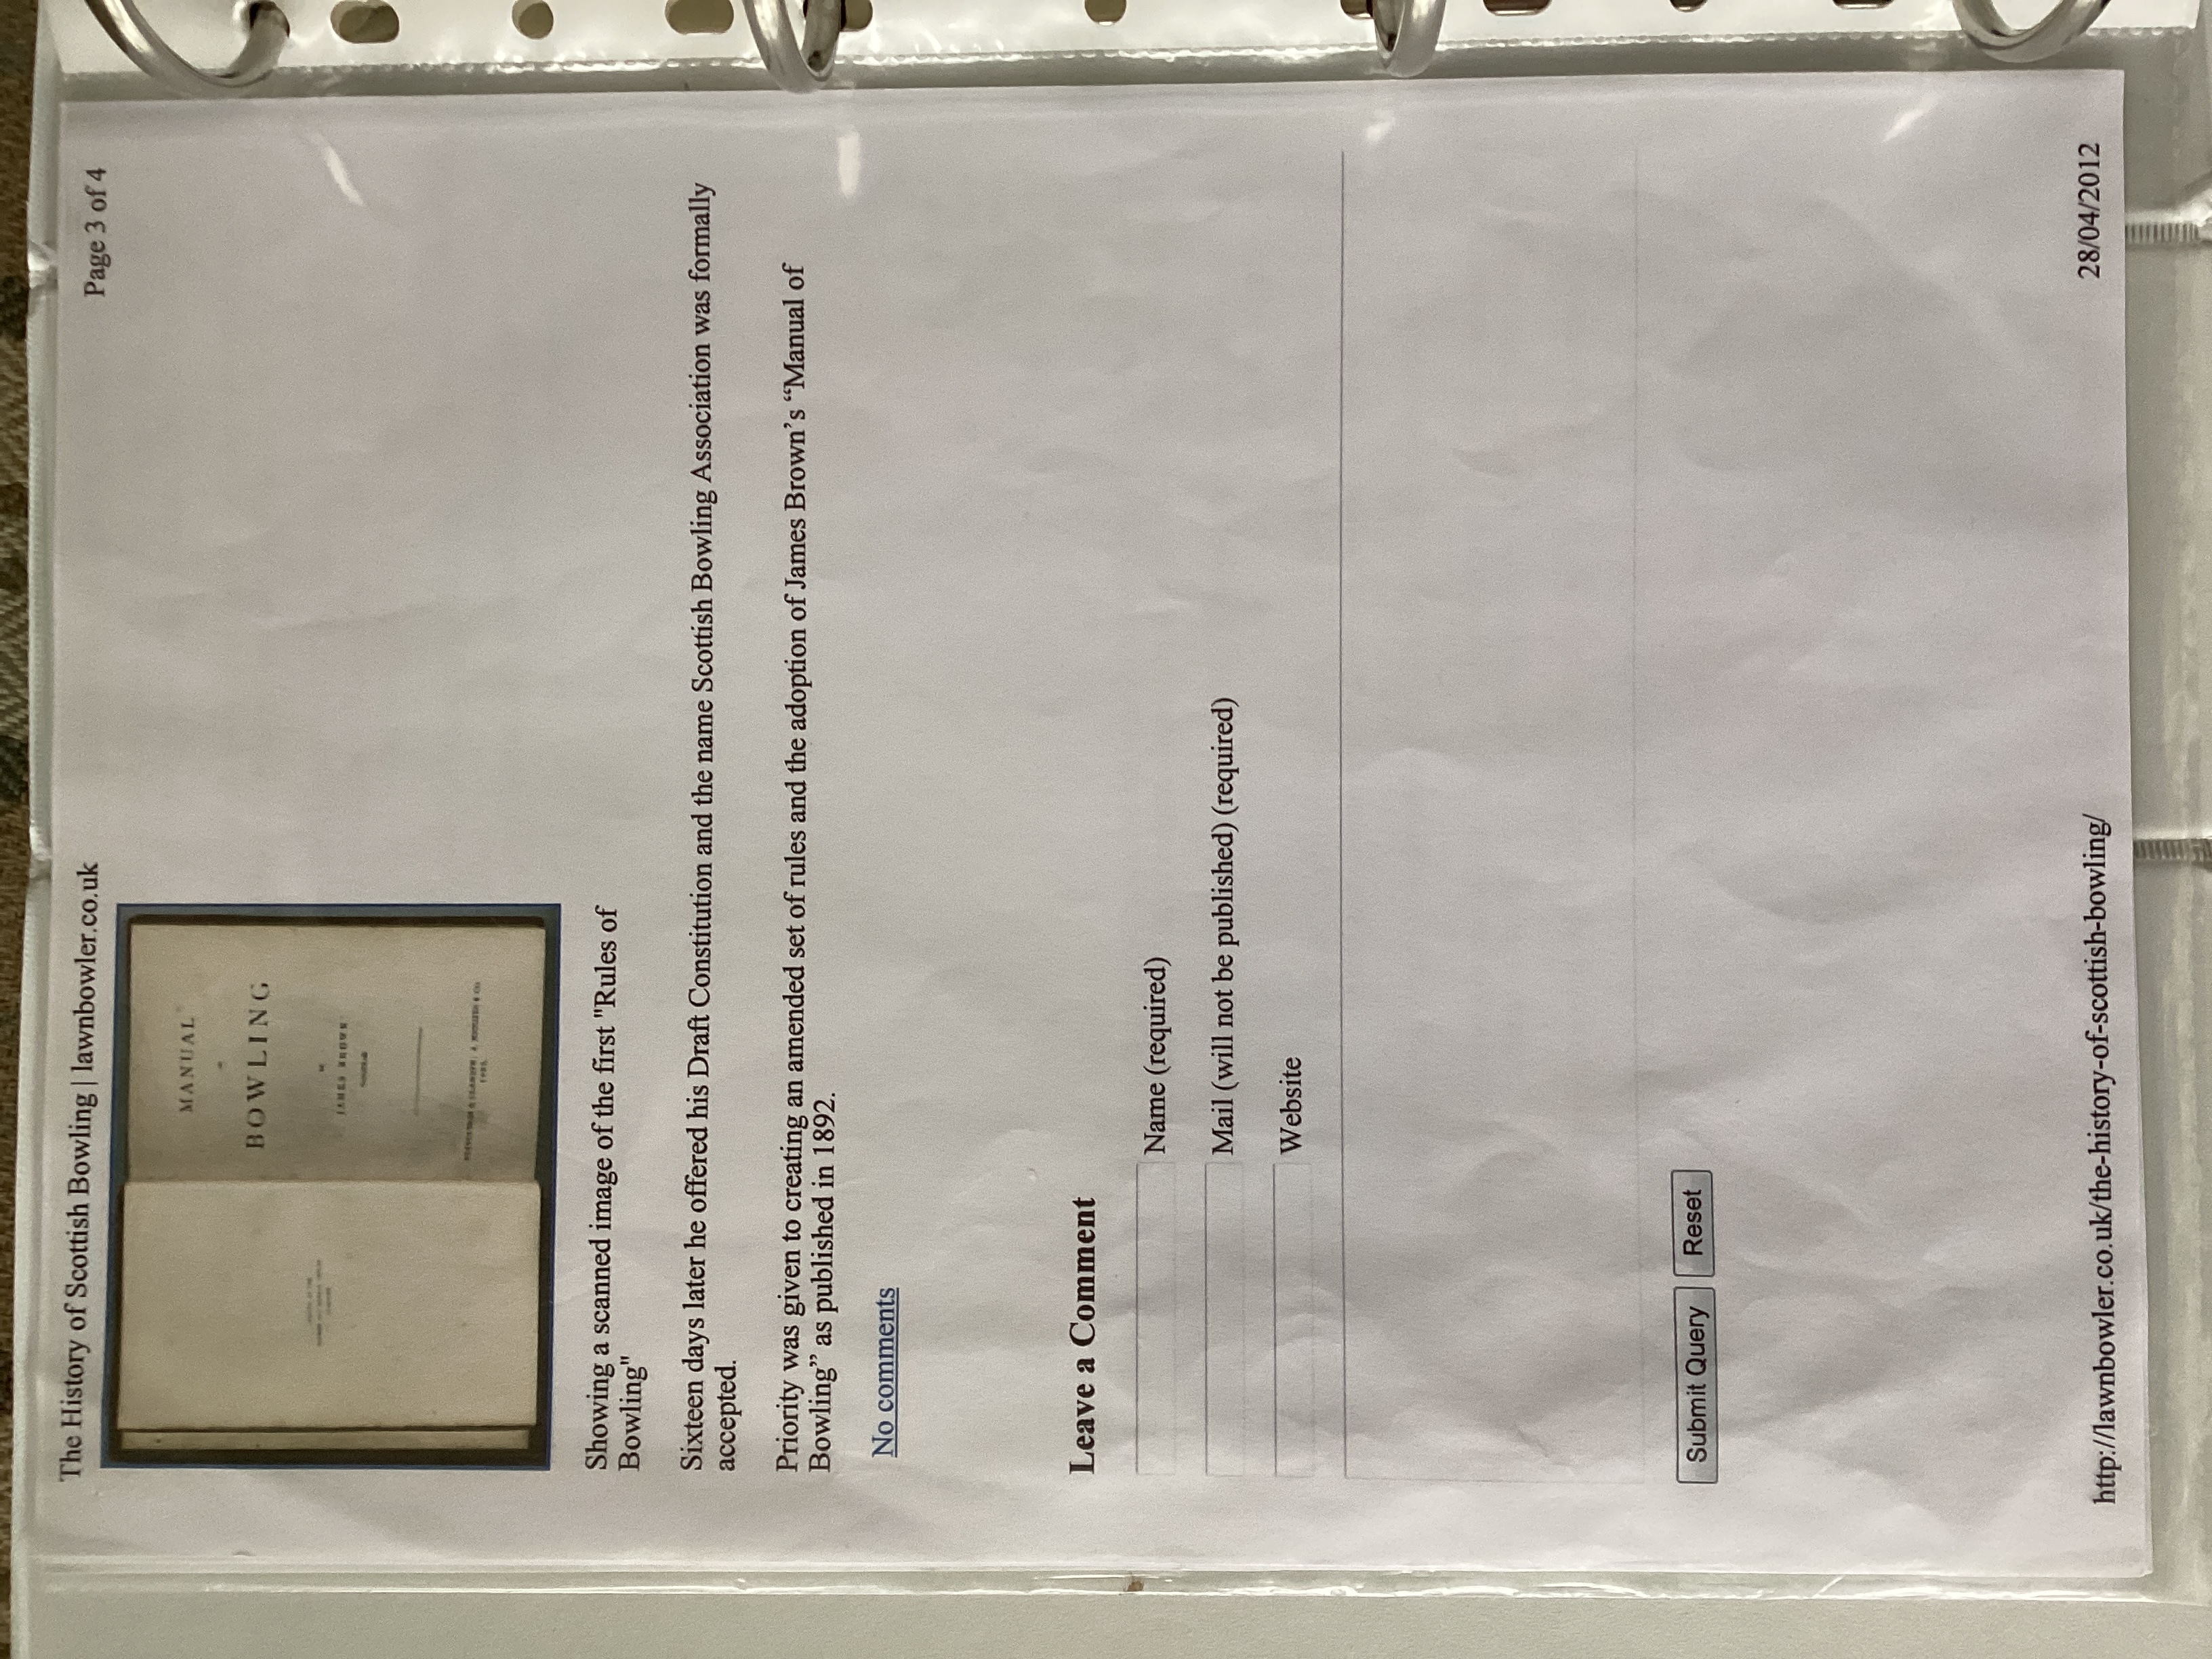 The History of Scottish Bowling | lawnbowler.co.uk
Page 3 of 4
MANUAL
BOWLING
JAMES BROWN
Showing a scanned image of the first "Rules of
Bowling"
Sixteen days later he offered his Draft Constitution and the name Scottish Bowling Association was formally
accepted.
Priority was given to creating an amended set of rules and the adoption of James Brown’s “Manual of
Bowling” as published in 1892.
No comments
Leave a Comment
Name (required)
Mail (will not be published) (required)
Website
Submit Query
Reset
http://lawnbowler.co.uk/the-history-of-scottish-bowling/
28/04/2012